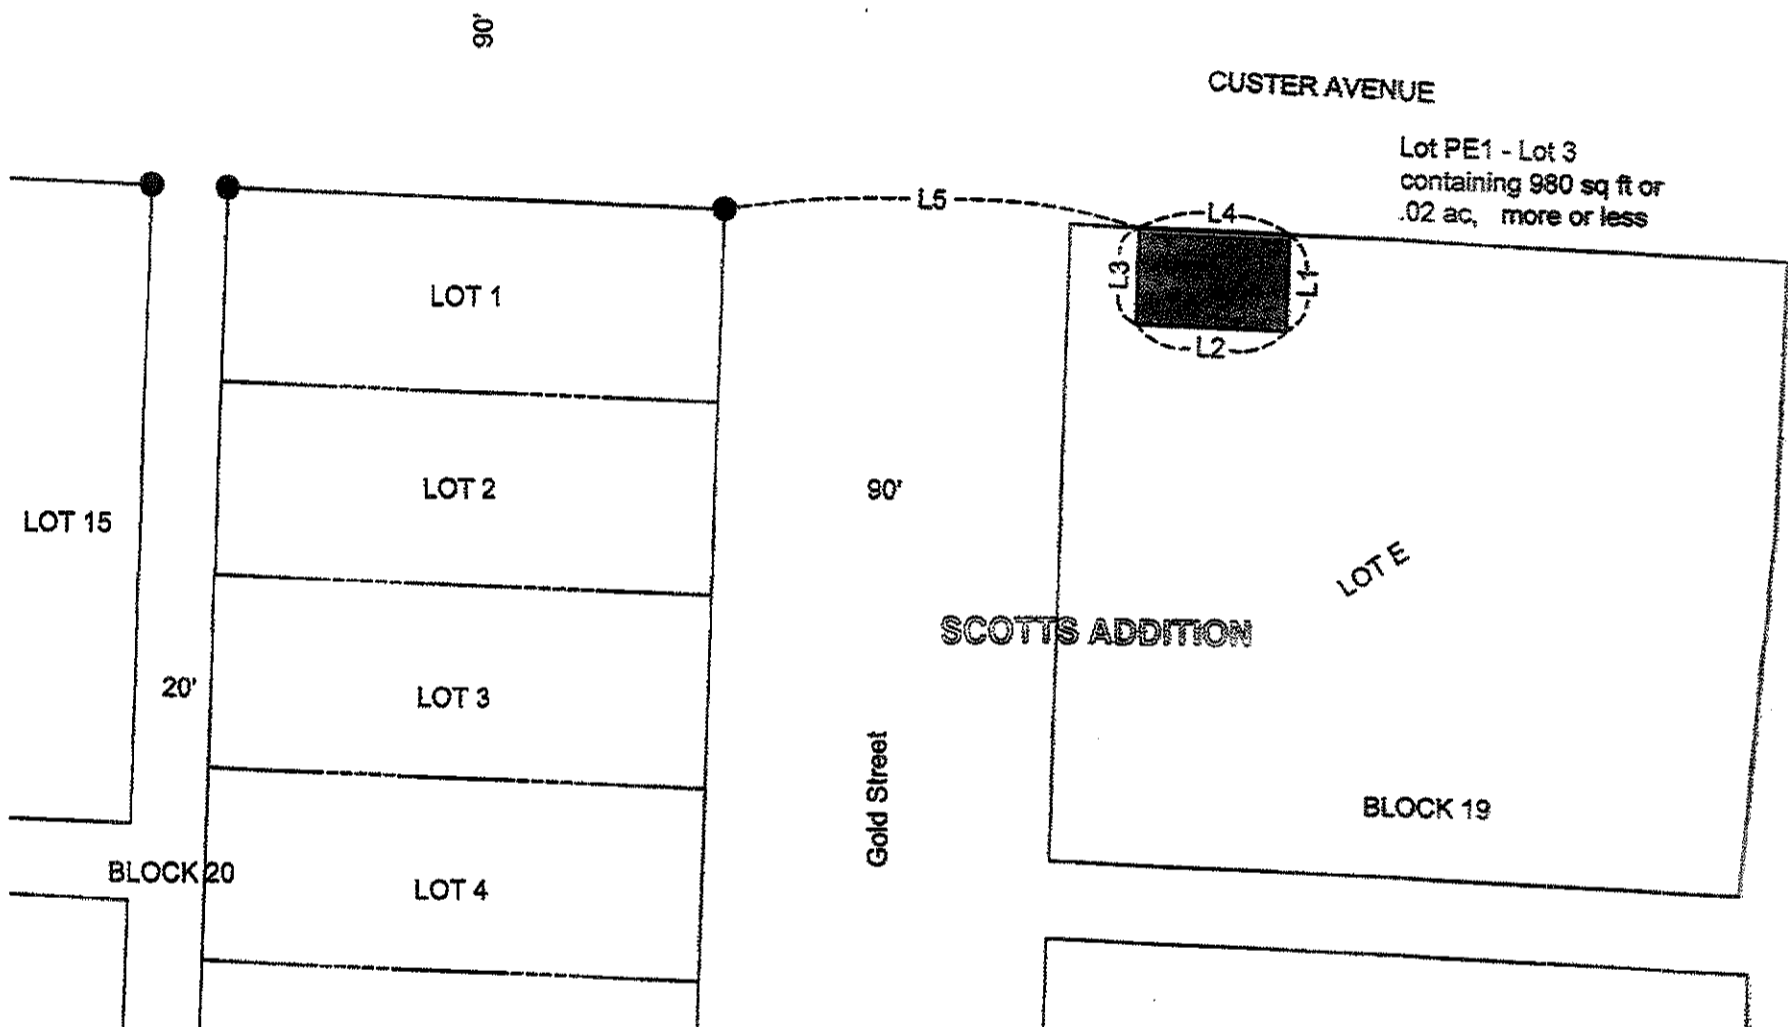 90'
CUSTER AVENUE
Lot PE1 - Lot 3
containing 980 sq ft or
.02 ac, more or less
L5
L4
L3
L1
L2
LOT 1
LOT 2
90'
LOT 15
LOT E
SCOTTS ADDITION
20'
LOT 3
Gold Street
BLOCK 19
BLOCK 20
LOT 4